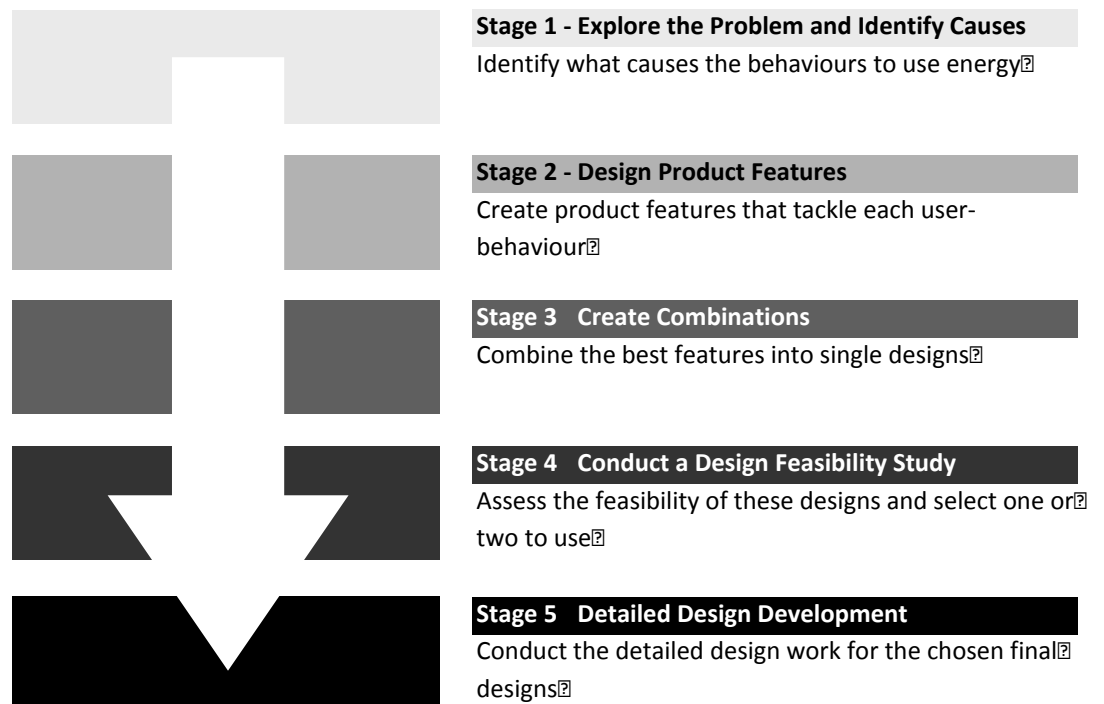 Stage 1 - Explore the Problem and Identify Causes
Identify what causes the behaviours to use energy⍰
Stage 2 - Design Product Features
Create product features that tackle each user-
behaviour⍰
Stage 3 Create Combinations
Combine the best features into single designs⍰
Stage 4 Conduct a Design Feasibility Study
Assess the feasibility of these designs and select one or⍰
two to use⍰
Stage 5 Detailed Design Development
Conduct the detailed design work for the chosen final⍰
designs⍰